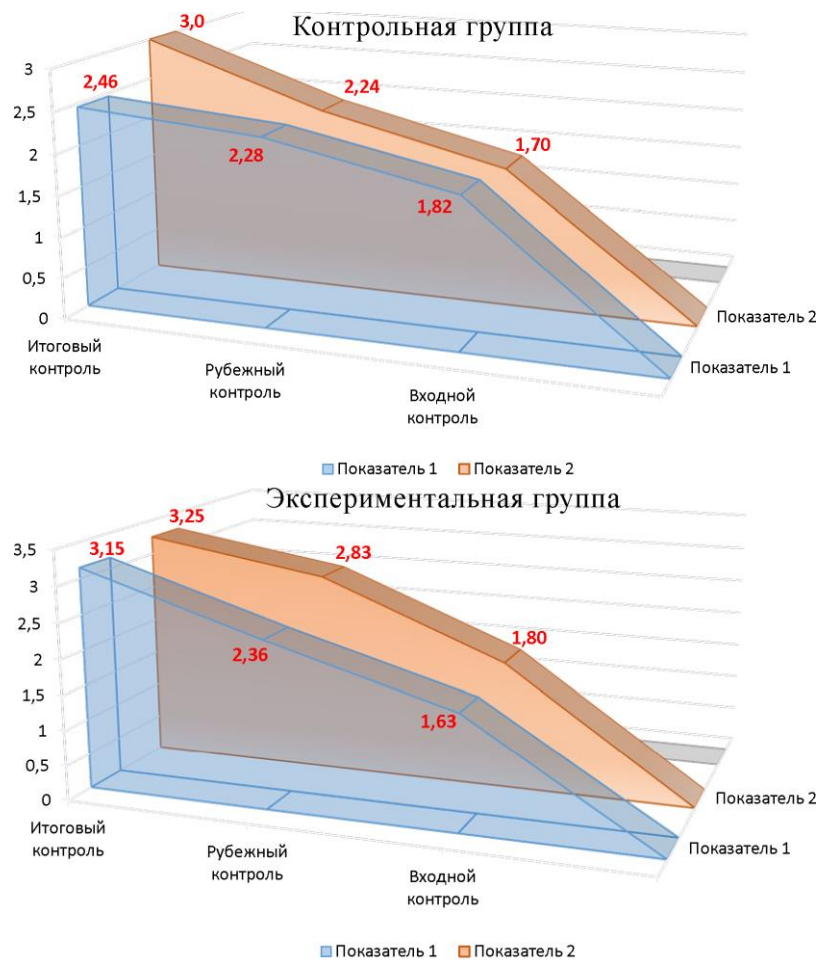 Контрольная группа
3,0
3
2,46
2,24
2,5
2,28
1,70
2
1,82
1,5
1
0,5
0
Показатель 2
Показатель 1
Итоговый
контроль
Рубежный
контроль
Входной
контроль
Показатель 1 Показатель 2
Экспериментальная группа
3,25
3,5
3,15
2,83
3
2,5
2,36
1,80
2
1,63
1,5
1
0,5
0
Показатель 2
Показатель 1
Итоговый
контроль
Рубежный
контроль
Входной
контроль
Показатель 1 Показатель 2